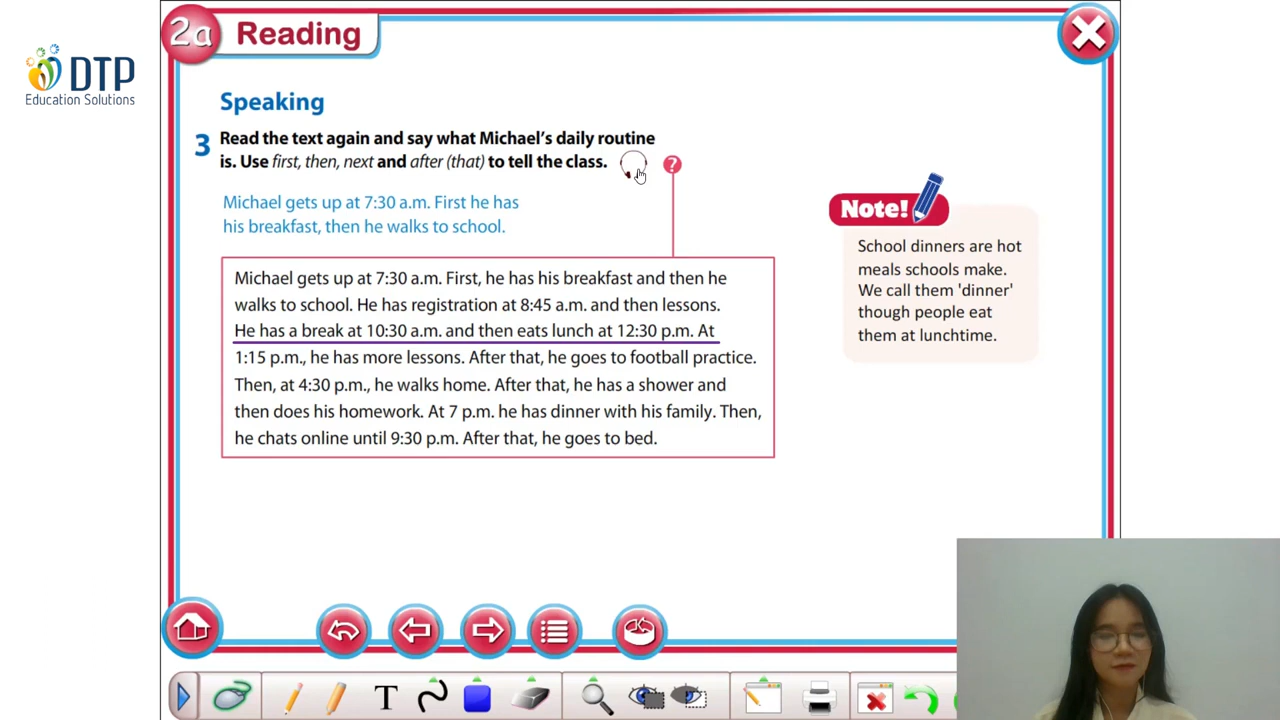 2a Reading
DTP
Education Solutions
Speaking
3 Read the text again and say what Michael's daily routine
is. Use first, then, next and after (that) to tell the class.
?
Michael gets up at 7:30 a.m. First he has
his breakfast, then he walks to school.
Michael gets up at 7:30 a.m. First, he has his breakfast and then he
walks to school. He has registration at 8:45 a.m. and then lessons.
He has a break at 10:30 a.m. and then eats lunch at 12:30 p.m. At
1:15 p.m., he has more lessons. After that, he goes to football practice.
Then, at 4:30 p.m., he walks home. After that, he has a shower and
then does his homework. At 7 p.m. he has dinner with his family. Then,
he chats online until 9:30 p.m. After that, he goes to bed.
Note!
School dinners are hot
meals schools make.
We call them 'dinner'
though people eat
them at lunchtime.
T